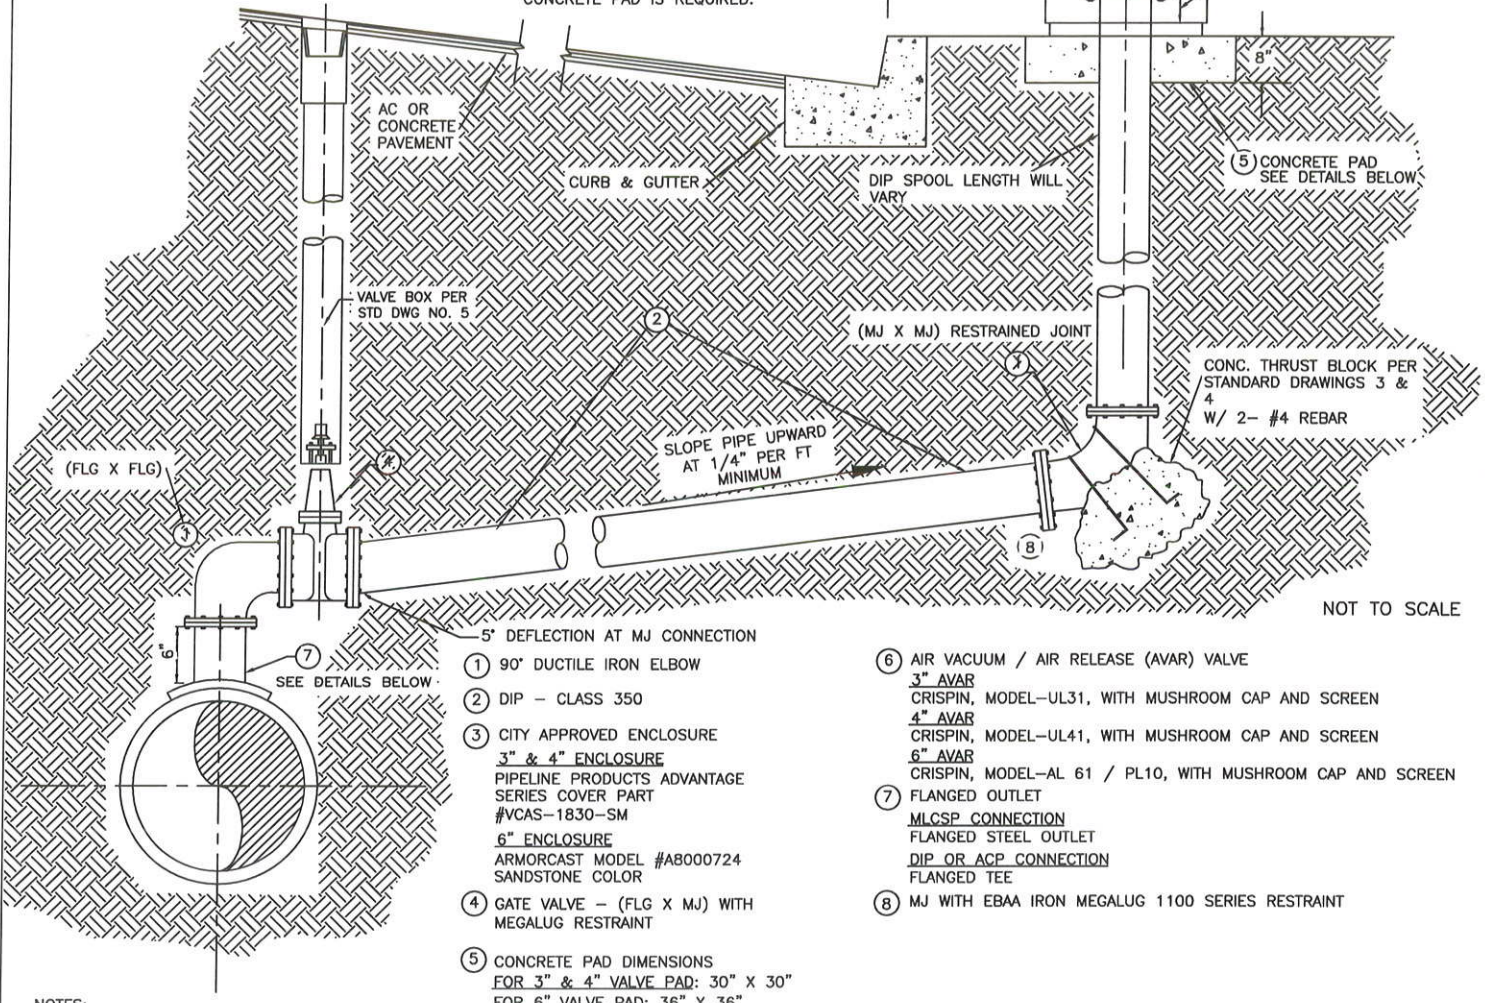 CONCRETE PAD IS REQUIRED.
8"
AC OR
CONCRETE
PAVEMENT
CURB & GUTTER
DIP SPOOL LENGTH WILL
VARY
5 CONCRETE PAD
SEE DETAILS BELOW
VALVE BOX PER
STD DWG NO. 5
2
(MJ X MJ) RESTRAINED JOINT
1
CONC. THRUST BLOCK PER
STANDARD DRAWINGS 3 &
4
W/ 2- #4 REBAR
SLOPE PIPE UPWARD
AT 1/4" PER FT
MINIMUM
(FLG X FLG)
4
1
8
NOT TO SCALE
6"
7
SEE DETAILS BELOW
5° DEFLECTION AT MJ CONNECTION
1 90° DUCTILE IRON ELBOW
2 DIP - CLASS 350
3 CITY APPROVED ENCLOSURE
3" & 4" ENCLOSURE
PIPELINE PRODUCTS ADVANTAGE
SERIES COVER PART
#VCAS-1830-SM
6" ENCLOSURE
ARMORCAST MODEL #A8000724
SANDSTONE COLOR
4 GATE VALVE - (FLG X MJ) WITH
MEGALUG RESTRAINT
5 CONCRETE PAD DIMENSIONS
FOR 3" & 4" VALVE PAD: 30" X 30"
FOR 6" VALVE PAD: 36" X 36"
6 AIR VACUUM / AIR RELEASE (AVAR) VALVE
3" AVAR
CRISPIN, MODEL-UL31, WITH MUSHROOM CAP AND SCREEN
4" AVAR
CRISPIN, MODEL-UL41, WITH MUSHROOM CAP AND SCREEN
6" AVAR
CRISPIN, MODEL-AL 61 / PL10, WITH MUSHROOM CAP AND SCREEN
7 FLANGED OUTLET
MLCSP CONNECTION
FLANGED STEEL OUTLET
DIP OR ACP CONNECTION
FLANGED TEE
8 MJ WITH EBAA IRON MEGALUG 1100 SERIES RESTRAINT
NOTES: